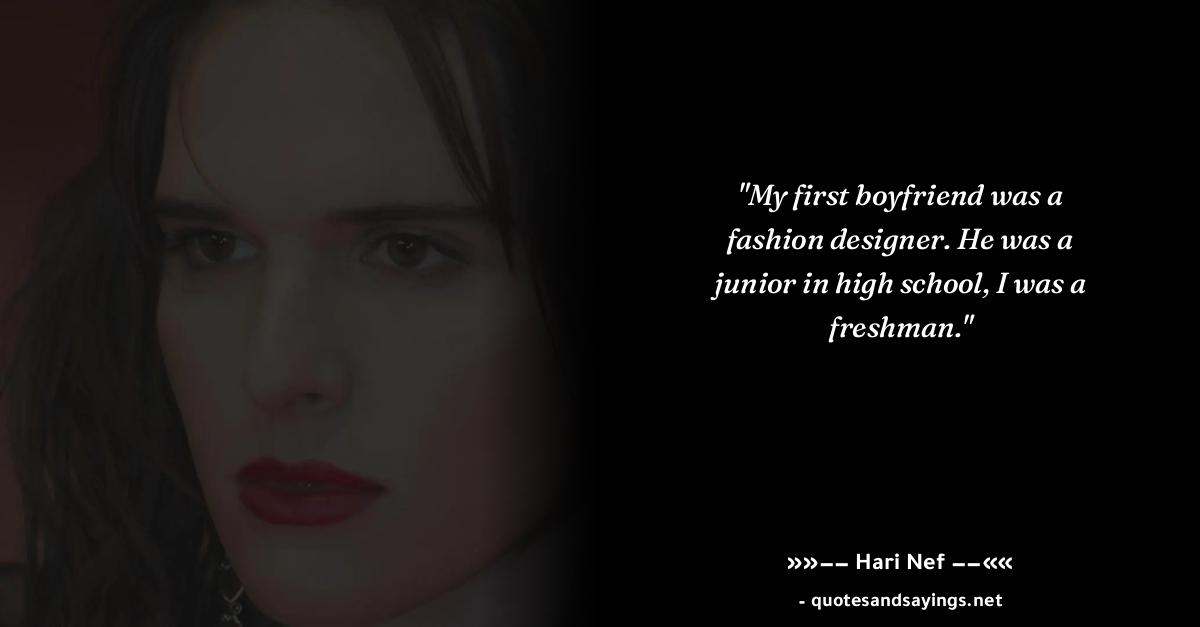 "My first boyfriend was a
fashion designer. He was a
junior in high school, I was a
freshman."
»»−− Hari Nef −−««
- quotesandsayings.net